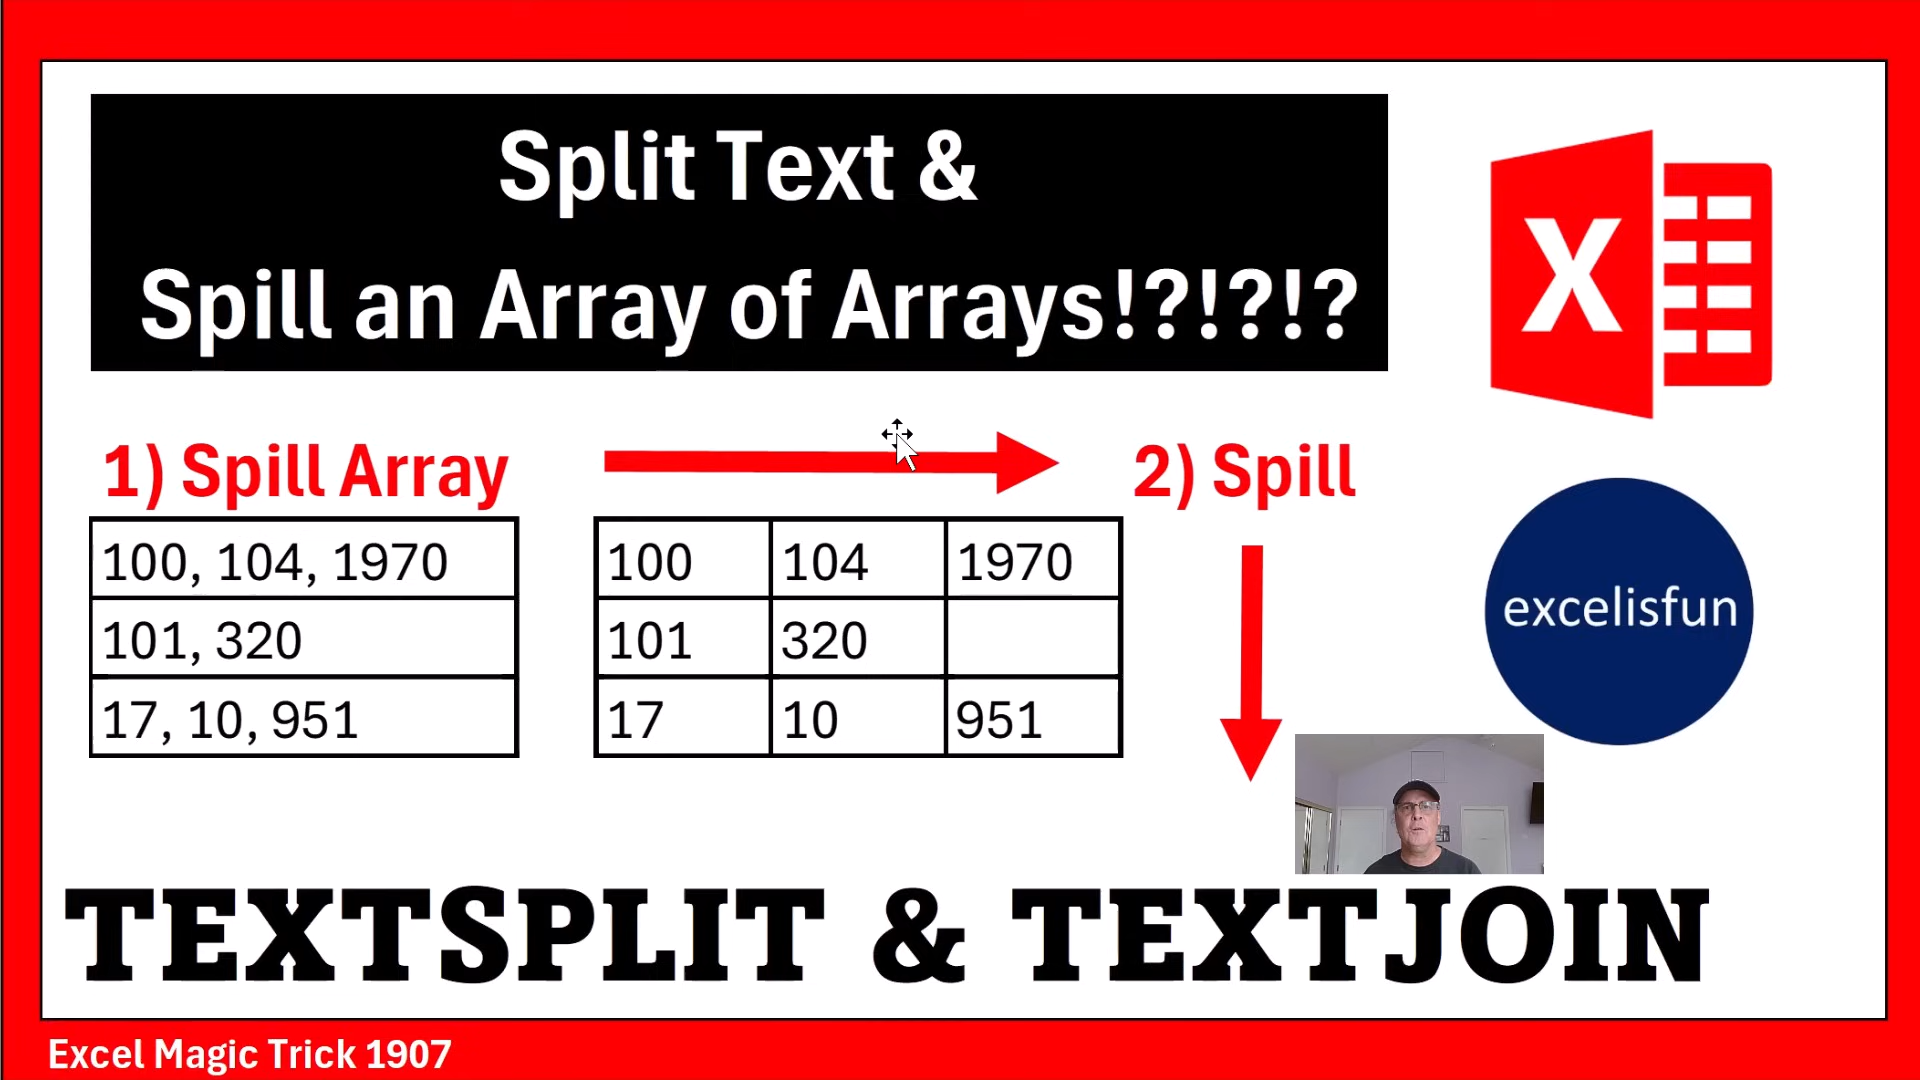 Split Text &
Spill an Array of Arrays!?!?!?
X
1) Spill Array
2) Spill
100, 104, 1970
100 104 1970
101, 320
101 320
17, 10, 951
17 10 951
excelisfun
TEXTSPLIT & TEXTJOIN
Excel Magic Trick 1907